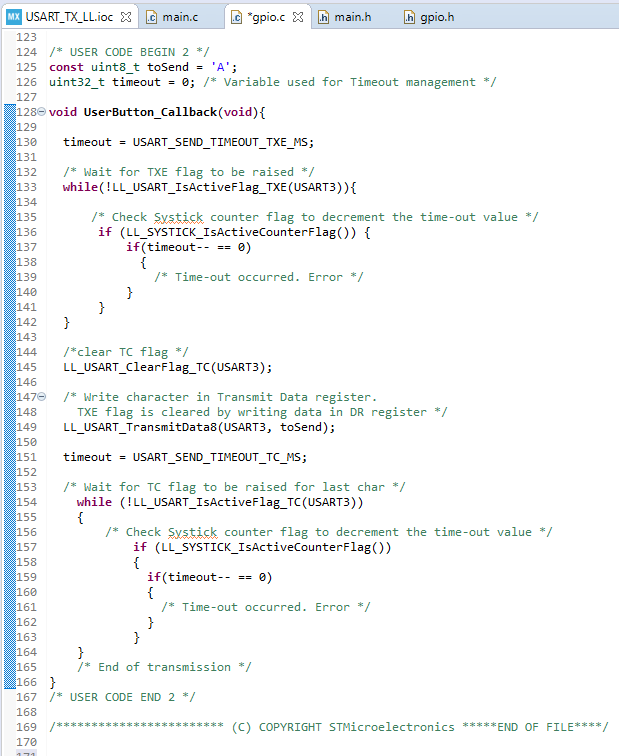 MX USART_TX_LL.ioc main.c *gpio.c main.h gpio.h
123
124 /* USER CODE BEGIN 2 */
125 const uint8_t toSend = 'A';
126 uint32_t timeout = 0; /* Variable used for Timeout management */
127
128 void UserButton_Callback(void){
129
130 timeout = USART_SEND_TIMEOUT_TXE_MS;
131
132 /* Wait for TXE flag to be raised */
133 while(!LL_USART_IsActiveFlag_TXE(USART3)){
134
135 /* Check Systick counter flag to decrement the time-out value */
136 if (LL_SYSTICK_IsActiveCounterFlag()) {
137 if(timeout-- == 0)
138 {
139 /* Time-out occurred. Error */
140 }
141 }
142 }
143
144 /*clear TC flag */
145 LL_USART_ClearFlag_TC(USART3);
146
147 /* Write character in Transmit Data register.
148 TXE flag is cleared by writing data in DR register */
149 LL_USART_TransmitData8(USART3, toSend);
150
151 timeout = USART_SEND_TIMEOUT_TC_MS;
152
153 /* Wait for TC flag to be raised for last char */
154 while (!LL_USART_IsActiveFlag_TC(USART3))
155 {
156 /* Check Systick counter flag to decrement the time-out value */
157 if (LL_SYSTICK_IsActiveCounterFlag())
158 {
159 if(timeout-- == 0)
160 {
161 /* Time-out occurred. Error */
162 }
163 }
164 }
165 /* End of transmission */
166 }
167 /* USER CODE END 2 */
168
169 /************************ (C) COPYRIGHT STMicroelectronics *****END OF FILE****/
170
171